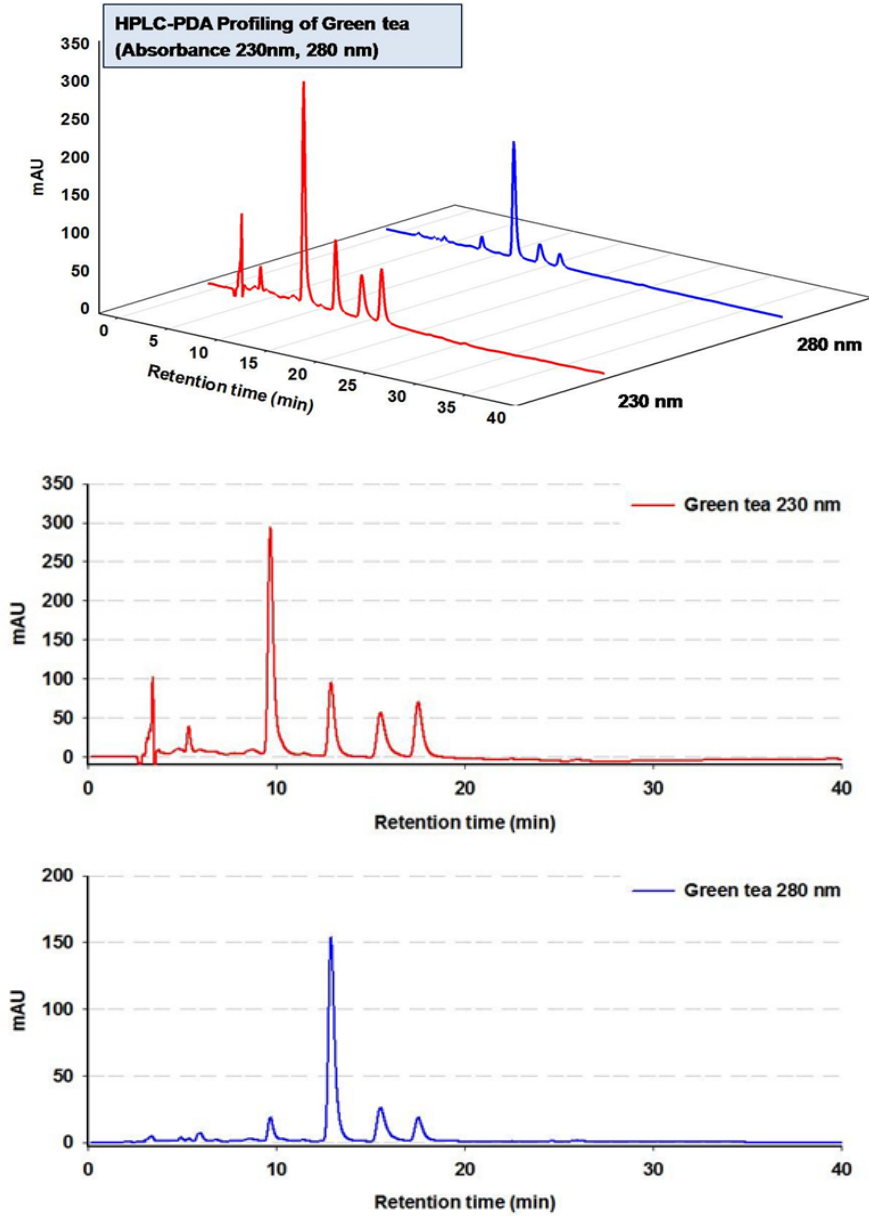 HPLC-PDA Profiling of Green tea
(Absorbance 230nm, 280 nm)
350
300
250
200
150
100
50
0
mAU
0
5
10
15
20
25
30
35
40
Retention time (min)
280 nm
230 nm
350
300
250
200
150
100
50
0
mAU
Green tea 230 nm
0 10 20 30 40
Retention time (min)
200
150
100
50
0
mAU
Green tea 280 nm
0 10 20 30 40
Retention time (min)